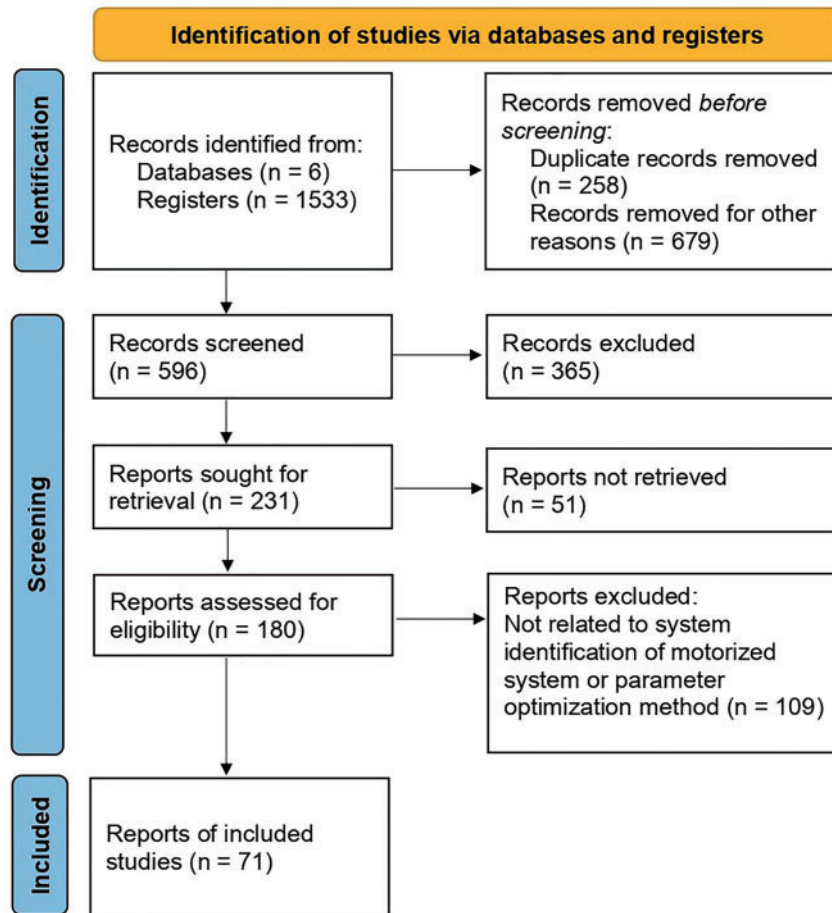 Identification of studies via databases and registers
Identification
Records identified from:
Databases (n = 6)
Registers (n = 1533)
Records removed before
screening:
Duplicate records removed
(n = 258)
Records removed for other
reasons (n = 679)
Screening
Records screened
(n = 596)
Records excluded
(n = 365)
Reports sought for
retrieval (n = 231)
Reports not retrieved
(n = 51)
Reports assessed for
eligibility (n = 180)
Reports excluded:
Not related to system
identification of motorized
system or parameter
optimization method (n = 109)
Included
Reports of included
studies (n = 71)